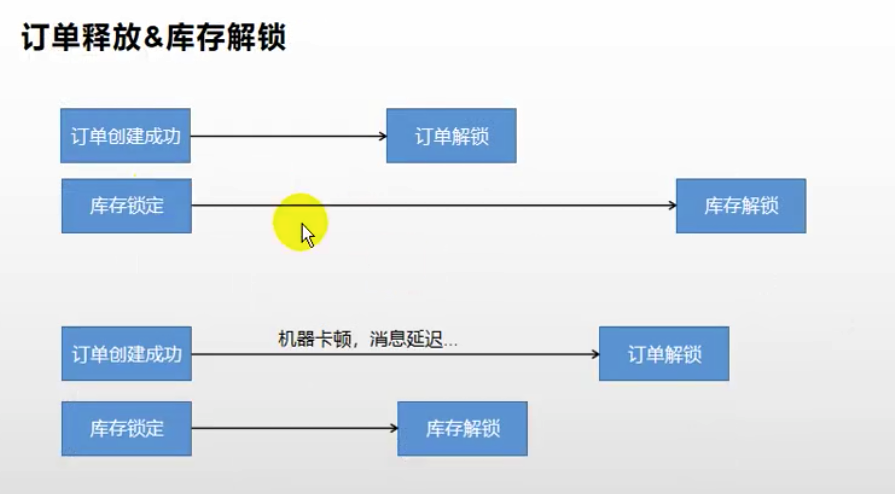 订单释放&库存解锁
订单创建成功
订单解锁
库存锁定
库存解锁
机器卡顿，消息延迟...
订单创建成功
订单解锁
库存锁定
库存解锁